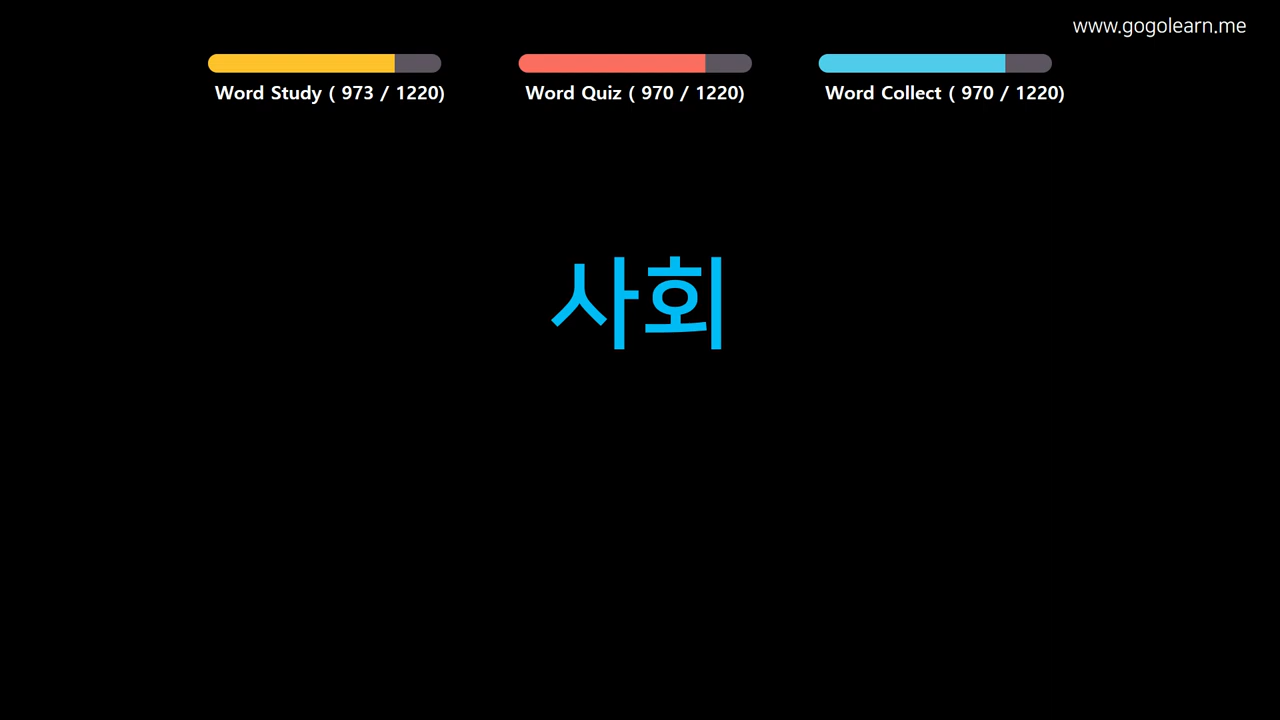 www.gogolearn.me
Word Study ( 973 / 1220)
Word Quiz ( 970 / 1220)
Word Collect ( 970 / 1220)
사회